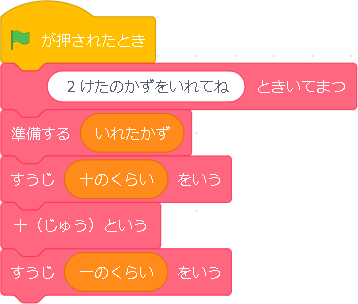 が押されたとき
２けたのかずをいれてね ときいてまつ
準備する いれたかず
すうじ 十のくらい をいう
十（じゅう）という
すうじ 一のくらい をいう